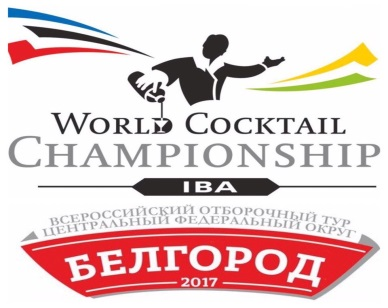 WORLD COCKTAIL
CHAMPIONSHIP
IBA
ВСЕРОССИЙСКИЙ ОТБОРОЧНЫЙ ТУР
ЦЕНТРАЛЬНЫЙ ФЕДЕРАЛЬНЫЙ ОКРУГ
БЕЛГОРОД
2017